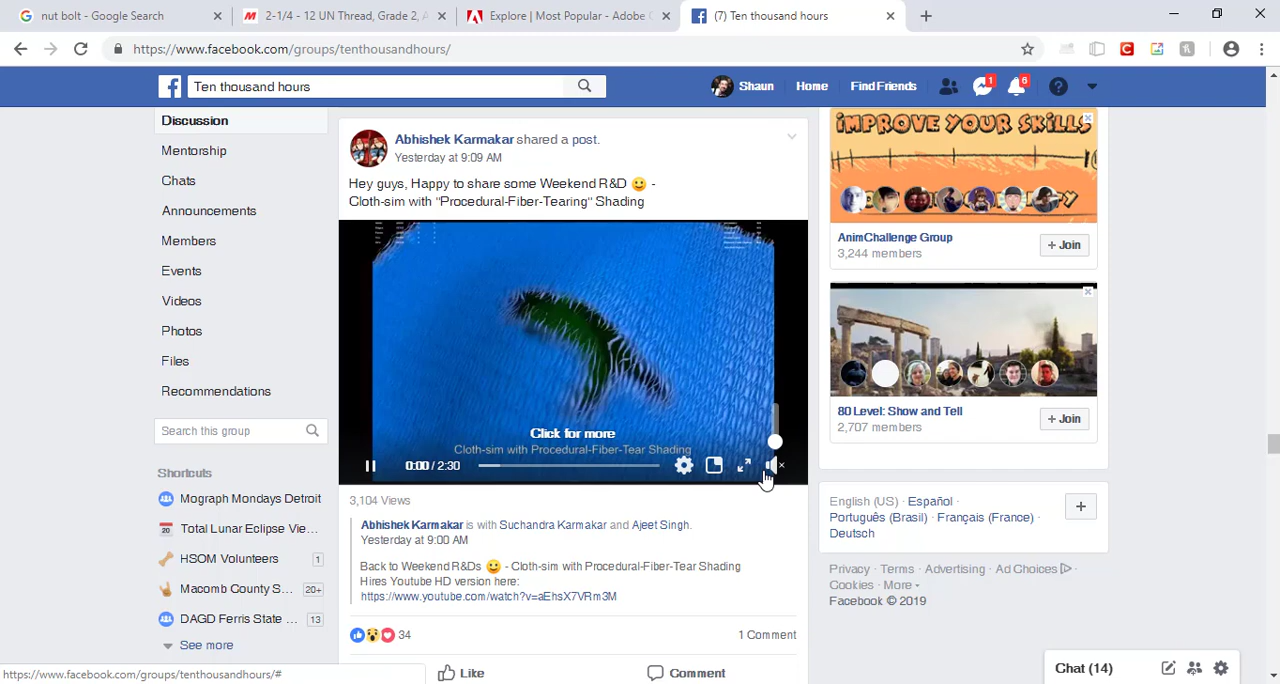 nut bolt - Google Search
2-1/4 - 12 UN Thread, Grade 2, A
Explore | Most Popular - Adobe C
(7) Ten thousand hours
https://www.facebook.com/groups/tenthousandhours/
Ten thousand hours
Shaun
Home
Find Friends
1
6
Discussion
Mentorship
Chats
Announcements
Members
Events
Videos
Photos
Files
Recommendations
Search this group
Shortcuts
Mograph Mondays Detroit
20
Total Lunar Eclipse Vie...
HSOM Volunteers
1
Macomb County S...
20+
DAGD Ferris State ...
13
See more
https://www.facebook.com/groups/tenthousandhours/#
Abhishek Karmakar shared a post.
Yesterday at 9:09 AM
Hey guys, Happy to share some Weekend R&D 🙂 -
Cloth-sim with "Procedural-Fiber-Tearing" Shading
Click for more
Cloth-sim with Procedural-Fiber-Tear Shading
0:00 / 2:30
3,104 Views
Abhishek Karmakar is with Suchandra Karmakar and Ajeet Singh.
Yesterday at 9:00 AM
Back to Weekend R&Ds 🙂 - Cloth-sim with Procedural-Fiber-Tear Shading
Hires Youtube HD version here:
https://www.youtube.com/watch?v=aEhsX7VRm3M
34
1 Comment
Like
Comment
IMPROVE YOUR SKILLS
AnimChallenge Group
3,244 members
+ Join
80 Level: Show and Tell
2,707 members
+ Join
English (US) · Español ·
Português (Brasil) · Français (France) ·
Deutsch
Privacy · Terms · Advertising · Ad Choices
Cookies · More
Facebook © 2019
Chat (14)